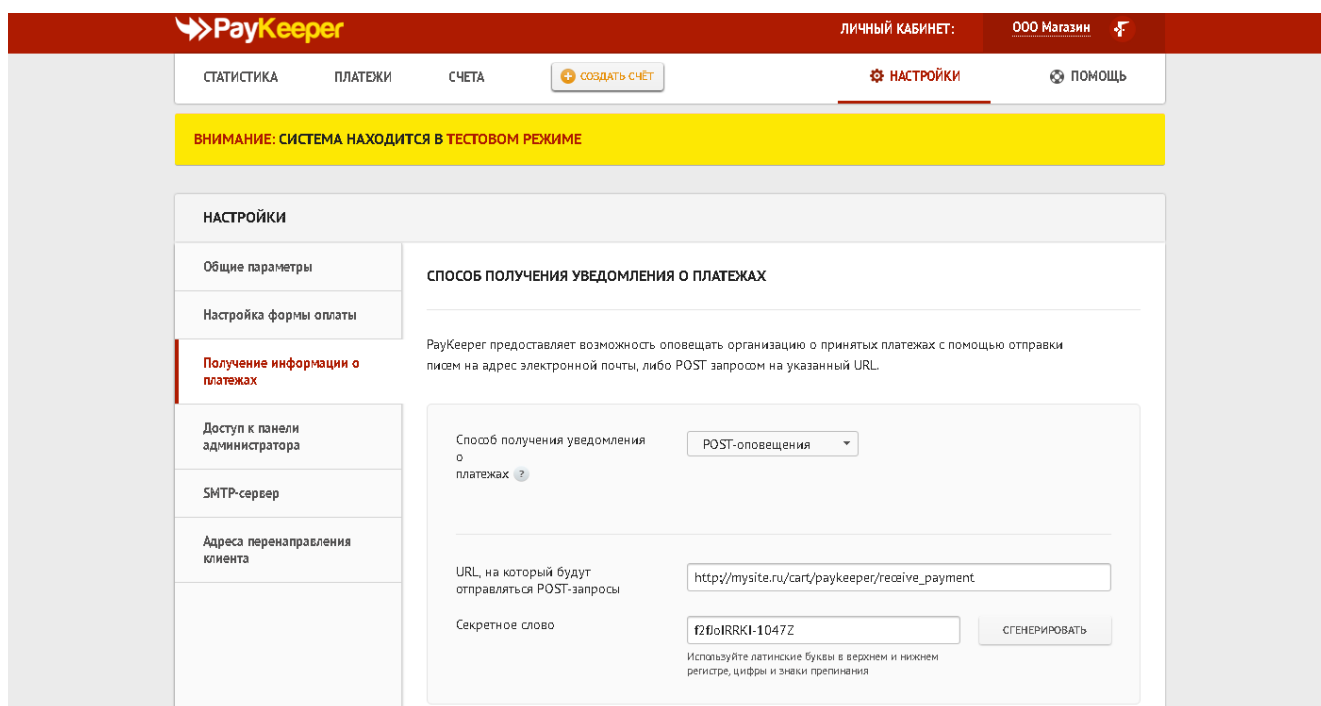 PayKeeper
ЛИЧНЫЙ КАБИНЕТ:
ООО Магазин
СТАТИСТИКА
ПЛАТЕЖИ
СЧЕТА
СОЗДАТЬ СЧЁТ
НАСТРОЙКИ
ПОМОЩЬ
ВНИМАНИЕ: СИСТЕМА НАХОДИТСЯ В ТЕСТОВОМ РЕЖИМЕ
НАСТРОЙКИ
Общие параметры
Настройка формы оплаты
Получение информации о
платежах
Доступ к панели
администратора
SMTP-сервер
Адреса перенаправления
клиента
СПОСОБ ПОЛУЧЕНИЯ УВЕДОМЛЕНИЯ О ПЛАТЕЖАХ
PayKeeper предоставляет возможность оповещать организацию о принятых платежах с помощью отправки
писем на адрес электронной почты, либо POST запросом на указанный URL.
Способ получения уведомления
о
платежах ?
POST-оповещения
URL, на который будут
отправляться POST-запросы
http://mysite.ru/cart/paykeeper/receive_payment
Секретное слово
СГЕНЕРИРОВАТЬ
Используйте латинские буквы в верхнем и нижнем
регистре, цифры и знаки препинания